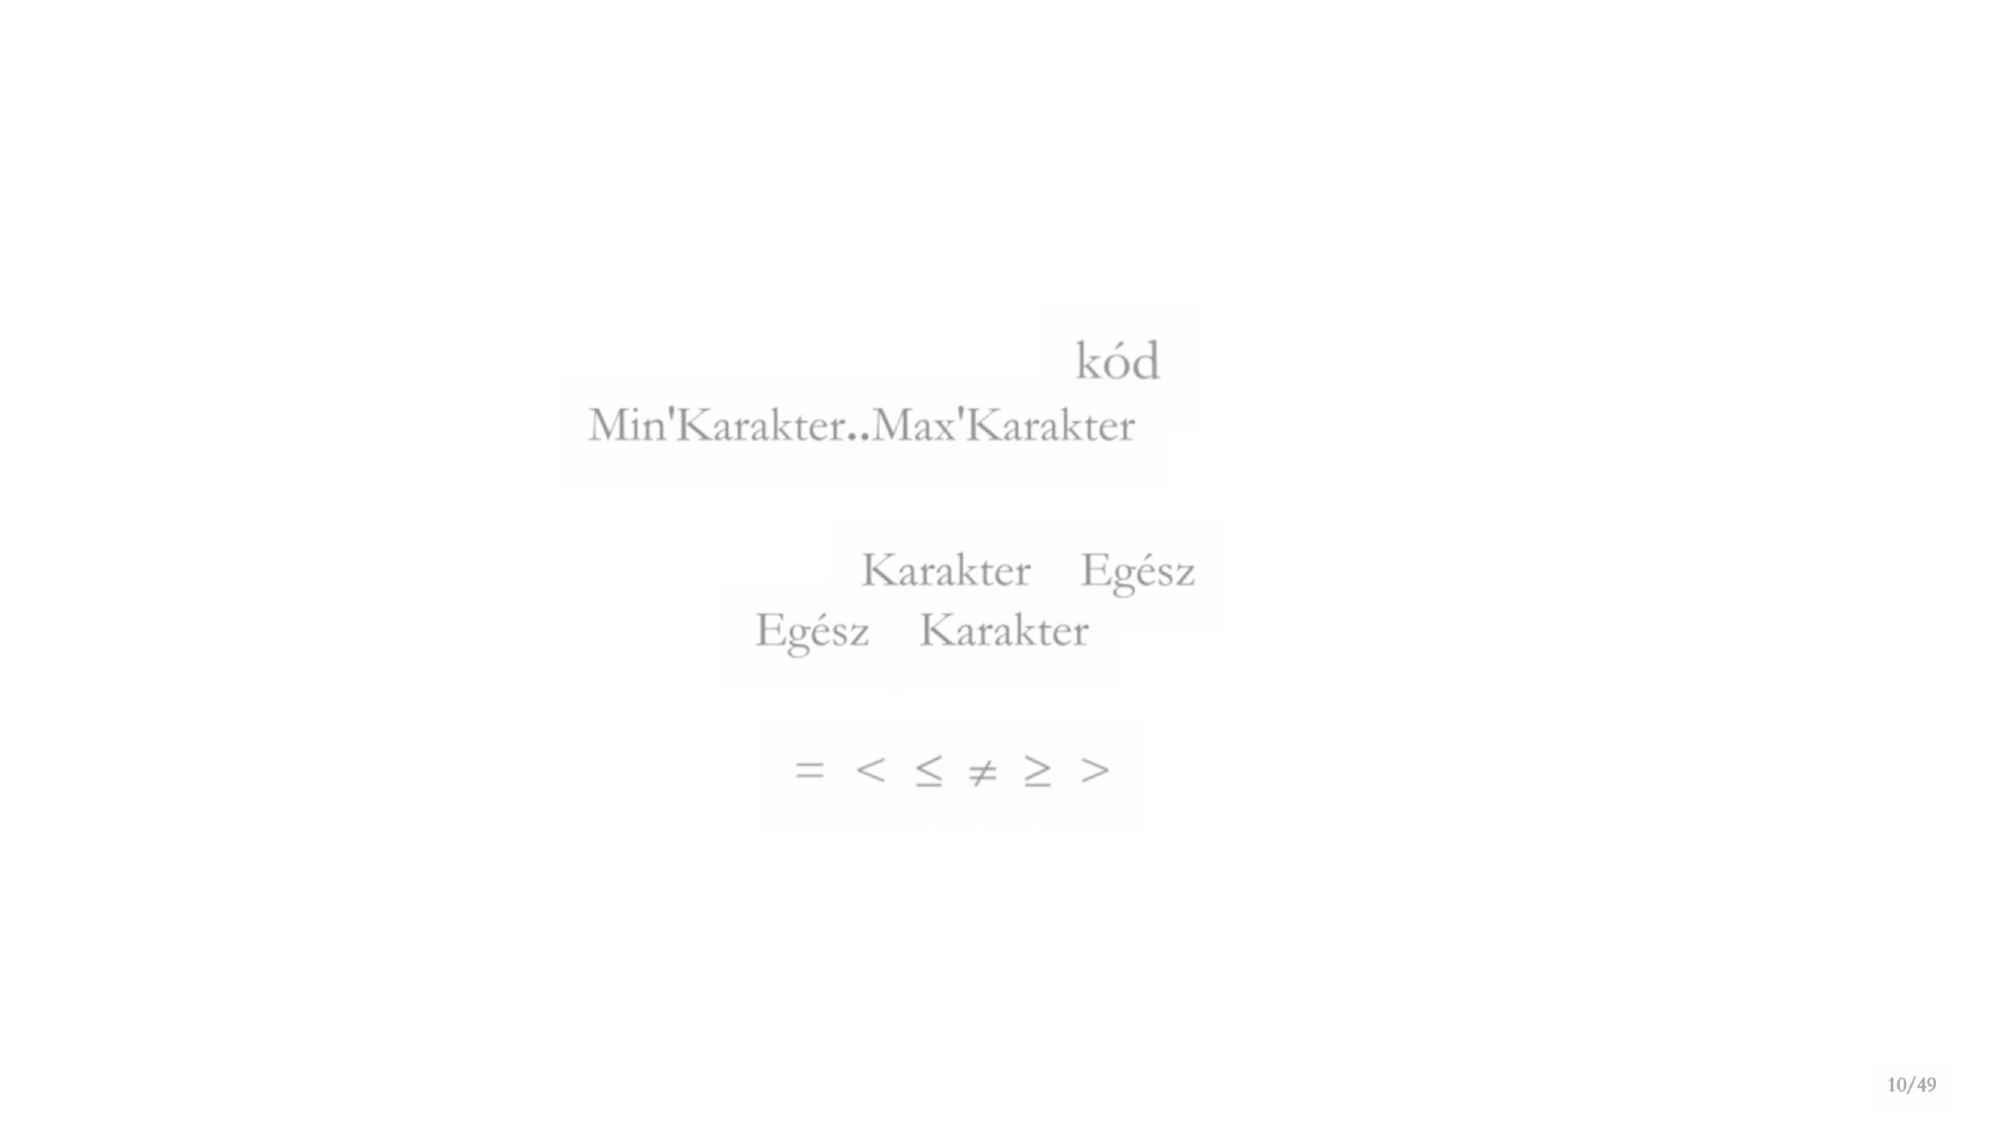 kód
Min'Karakter..Max'Karakter
Karakter Egész
Egész Karakter
= < ≤ ≠ ≥ >
10/49